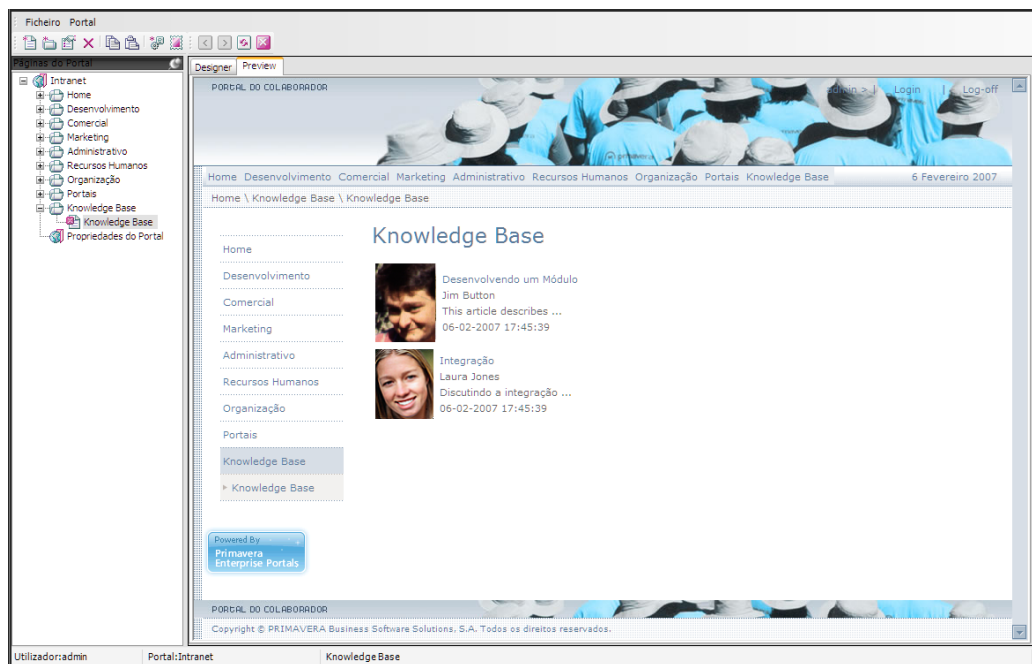 Ficheiro Portal
Páginas do Portal
Intranet
Home
Desenvolvimento
Comercial
Marketing
Administrativo
Recursos Humanos
Organização
Portais
Knowledge Base
Knowledge Base
Propriedades do Portal
Designer Preview
PORTAL DO COLABORADOR
admin > | Login | Log-off
Home Desenvolvimento Comercial Marketing Administrativo Recursos Humanos Organização Portais Knowledge Base 6 Fevereiro 2007
Home \ Knowledge Base \ Knowledge Base
Home
Desenvolvimento
Comercial
Marketing
Administrativo
Recursos Humanos
Organização
Portais
Knowledge Base
Knowledge Base
Knowledge Base
Desenvolvendo um Módulo
Jim Button
This article describes ...
06-02-2007 17:45:39
Integração
Laura Jones
Discutindo a integração ...
06-02-2007 17:45:39
Powered By
Primavera
Enterprise Portals
PORTAL DO COLABORADOR
Copyright © PRIMAVERA Business Software Solutions, S.A. Todos os direitos reservados.
Utilizador:admin Portal:Intranet Knowledge Base